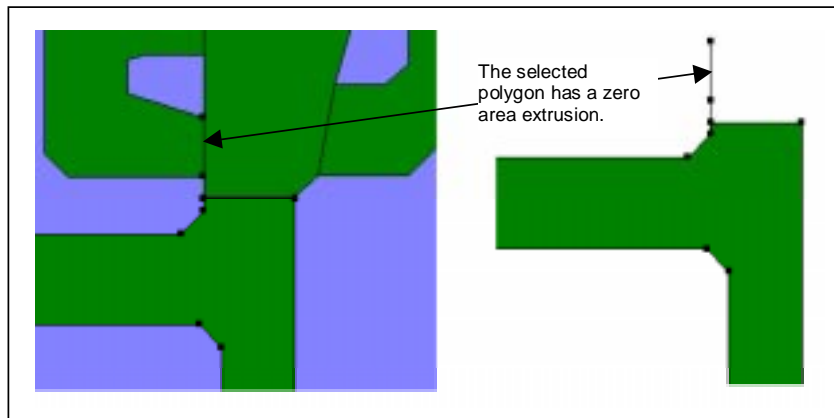 The selected
polygon has a zero
area extrusion.